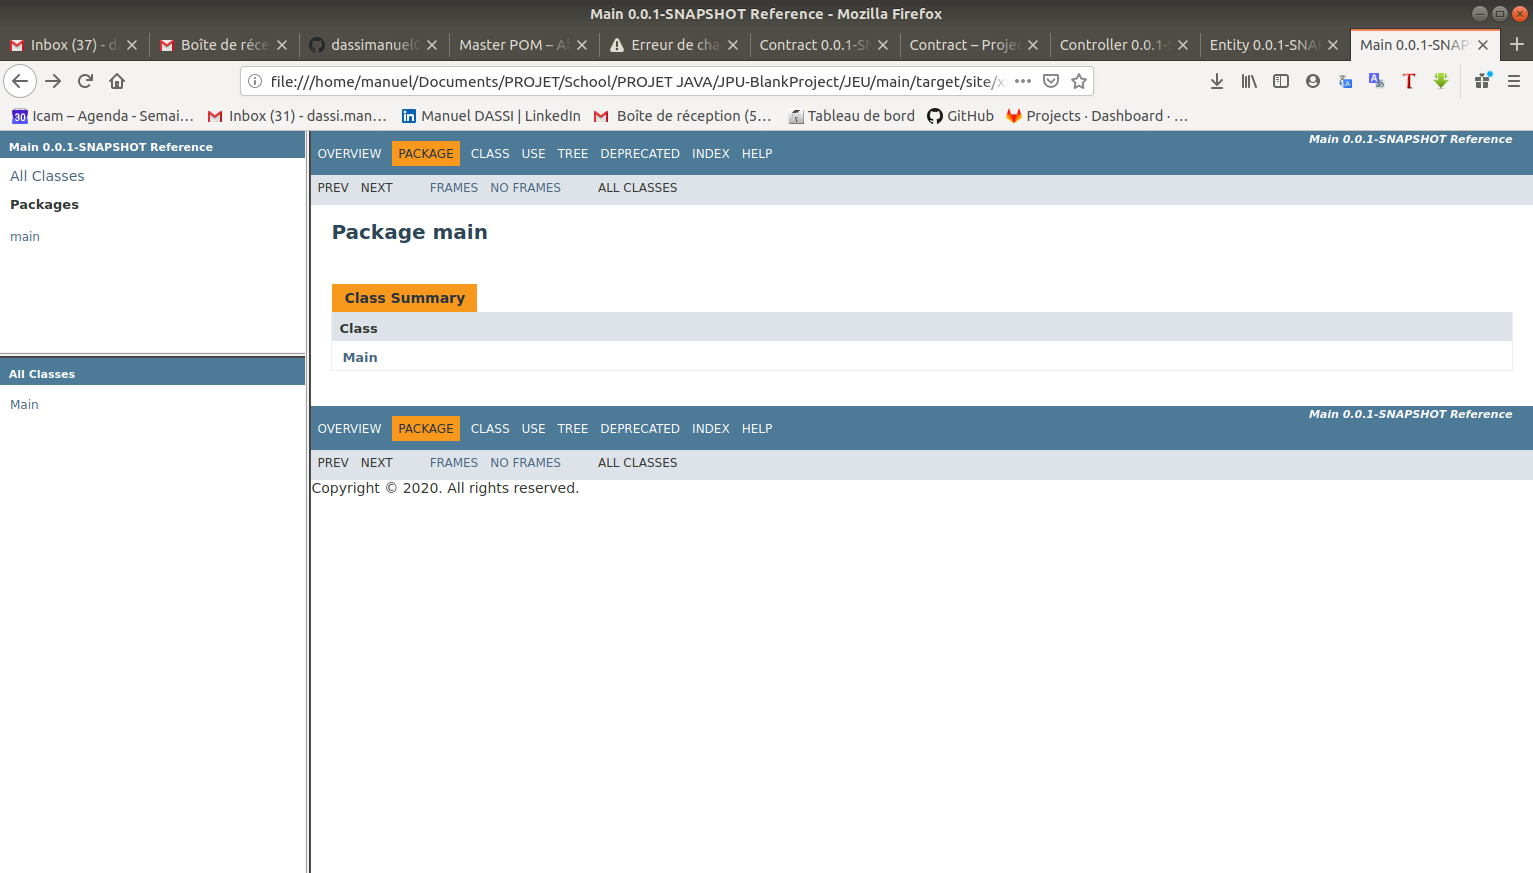 Main 0.0.1-SNAPSHOT Reference - Mozilla Firefox
Inbox (37) - d
Boîte de réce
dassimanuel
Master POM – A
Erreur de cha
Contract 0.0.1-SN
Contract – Projec
Controller 0.0.1-S
Entity 0.0.1-SNA
Main 0.0.1-SNAPS
file:///home/manuel/Documents/PROJET/School/PROJET JAVA/JPU-BlankProject/JEU/main/target/site/x
30 Icam – Agenda - Semai…
Inbox (31) - dassi.man…
Manuel DASSI | LinkedIn
Boîte de réception (5…
Tableau de bord
GitHub
Projects · Dashboard · …
Main 0.0.1-SNAPSHOT Reference
All Classes
Packages
main
All Classes
Main
Main 0.0.1-SNAPSHOT Reference
OVERVIEW PACKAGE CLASS USE TREE DEPRECATED INDEX HELP
PREV NEXT FRAMES NO FRAMES ALL CLASSES
Package main
Class Summary
Class
Main
Main 0.0.1-SNAPSHOT Reference
OVERVIEW PACKAGE CLASS USE TREE DEPRECATED INDEX HELP
PREV NEXT FRAMES NO FRAMES ALL CLASSES
Copyright © 2020. All rights reserved.